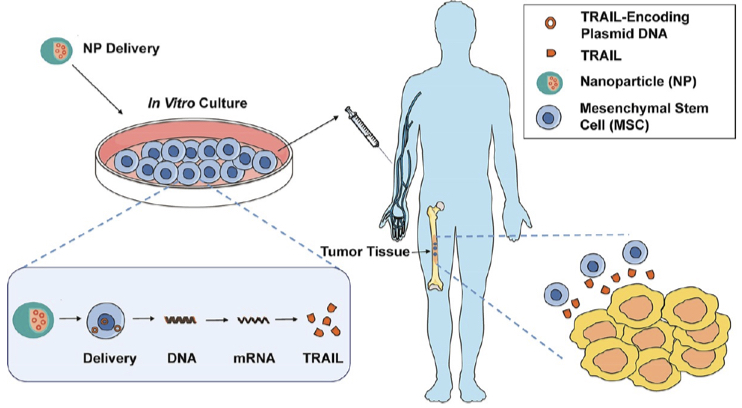 NP Delivery
In Vitro Culture
TRAIL-Encoding
Plasmid DNA
TRAIL
Nanoparticle (NP)
Mesenchymal Stem
Cell (MSC)
Tumor Tissue
Delivery
DNA
mRNA
TRAIL